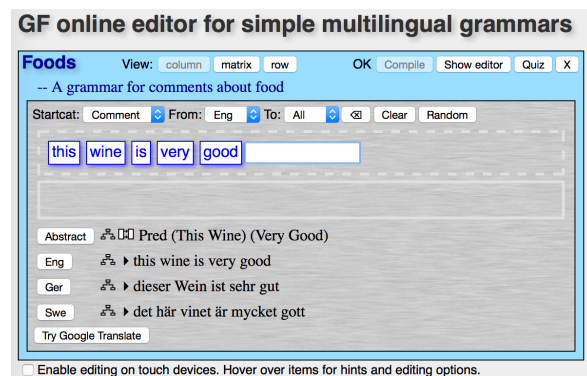 GF online editor for simple multilingual grammars
Foods View: column matrix row OK Compile Show editor Quiz X
-- A grammar for comments about food
Startcat: Comment From: Eng To: All ⌫ Clear Random
this wine is very good
Abstract Pred (This Wine) (Very Good)
Eng this wine is very good
Ger dieser Wein ist sehr gut
Swe det här vinet är mycket gott
Try Google Translate
Enable editing on touch devices. Hover over items for hints and editing options.